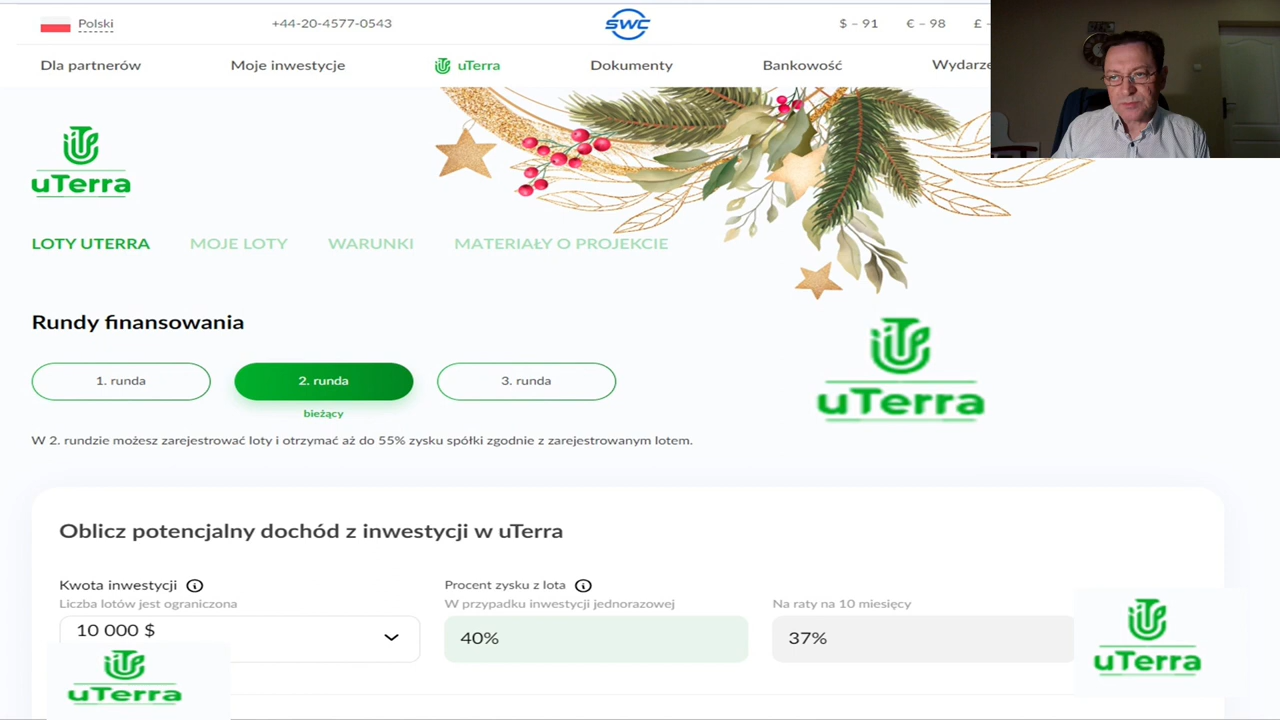 Polski
+44-20-4577-0543
SWC
$ – 91 € – 98 £ –
Dla partnerów Moje inwestycje uTerra Dokumenty Bankowość
uTerra
LOTY UTERRA MOJE LOTY WARUNKI MATERIAŁY O PROJEKCIE
Rundy finansowania
1. runda 2. runda 3. runda
bieżący
uTerra
W 2. rundzie możesz zarejestrować loty i otrzymać aż do 55% zysku spółki zgodnie z zarejestrowanym lotem.
Oblicz potencjalny dochód z inwestycji w uTerra
Kwota inwestycji Procent zysku z lota
Liczba lotów jest ograniczona W przypadku inwestycji jednorazowej Na raty na 10 miesięcy
10 000 $ 40% 37%
uTerra
uTerra